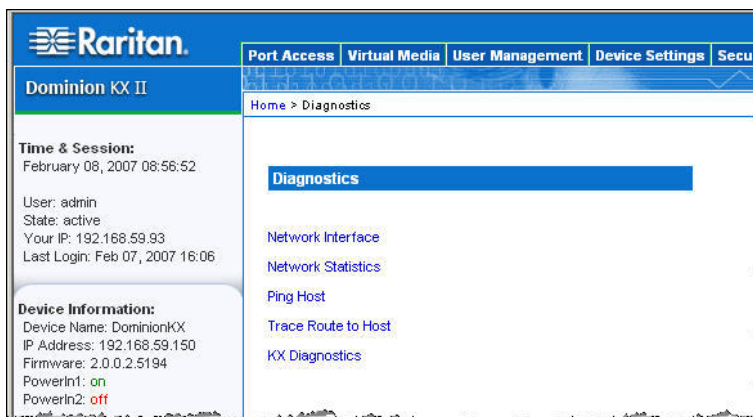 Raritan.
Port Access Virtual Media User Management Device Settings Secu
Dominion KX II
Home > Diagnostics
Time & Session:
February 08, 2007 08:56:52
User: admin
State: active
Your IP: 192.168.59.93
Last Login: Feb 07, 2007 16:06
Device Information:
Device Name: DominionKX
IP Address: 192.168.59.150
Firmware: 2.0.0.2.5194
PowerIn1: on
PowerIn2: off
Diagnostics
Network Interface
Network Statistics
Ping Host
Trace Route to Host
KX Diagnostics